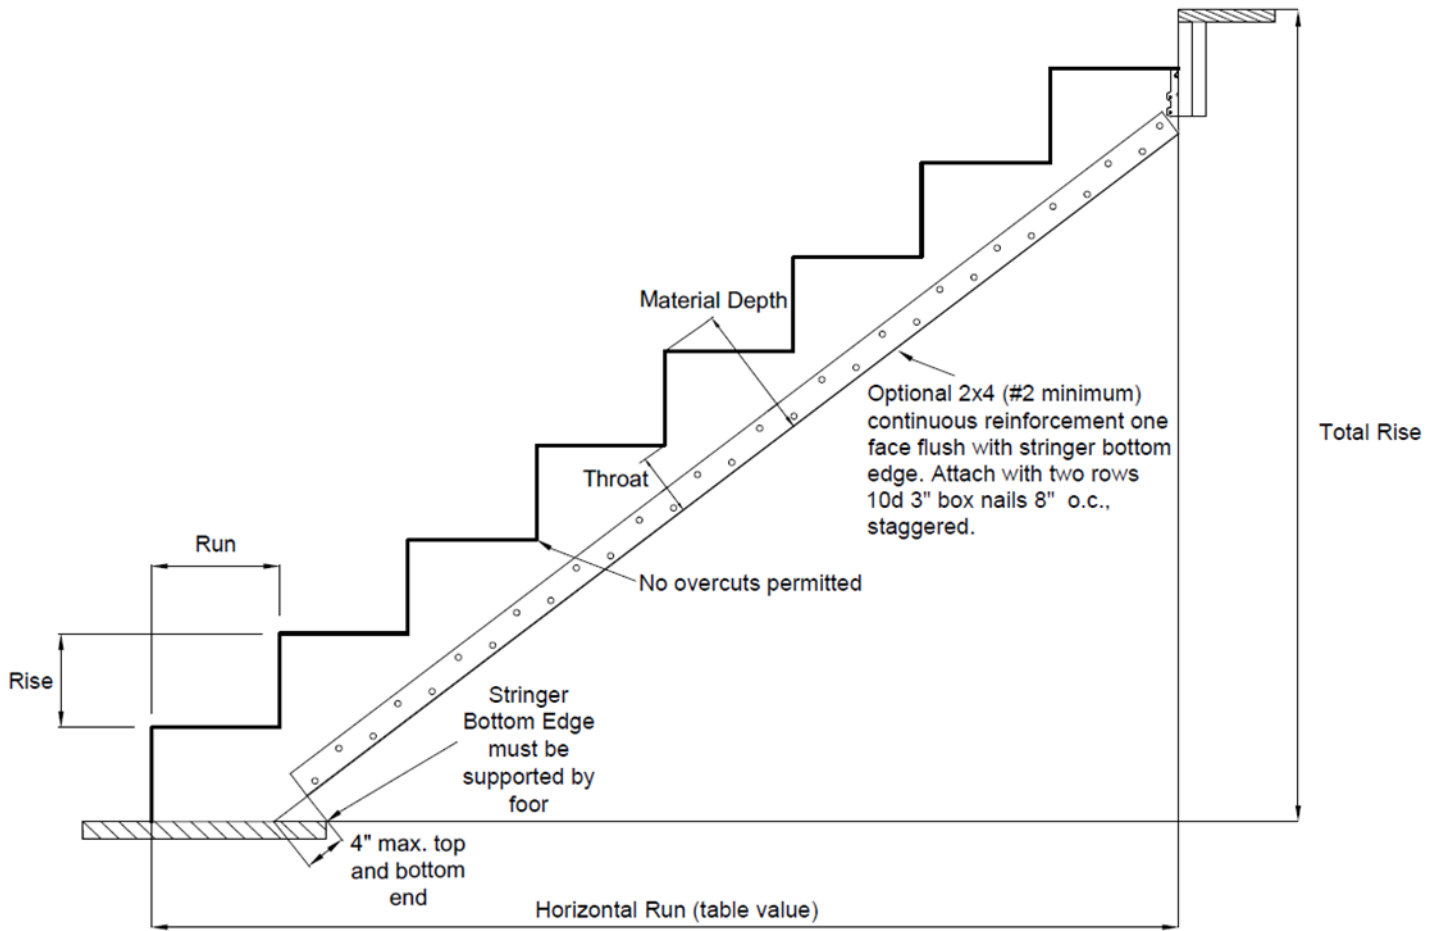 Material Depth
Optional 2x4 (#2 minimum)
continuous reinforcement one
face flush with stringer bottom
edge. Attach with two rows
10d 3" box nails 8" o.c.,
staggered.
Total Rise
Throat
Run
No overcuts permitted
Rise
Stringer
Bottom Edge
must be
supported by
foor
4" max. top
and bottom
end
Horizontal Run (table value)